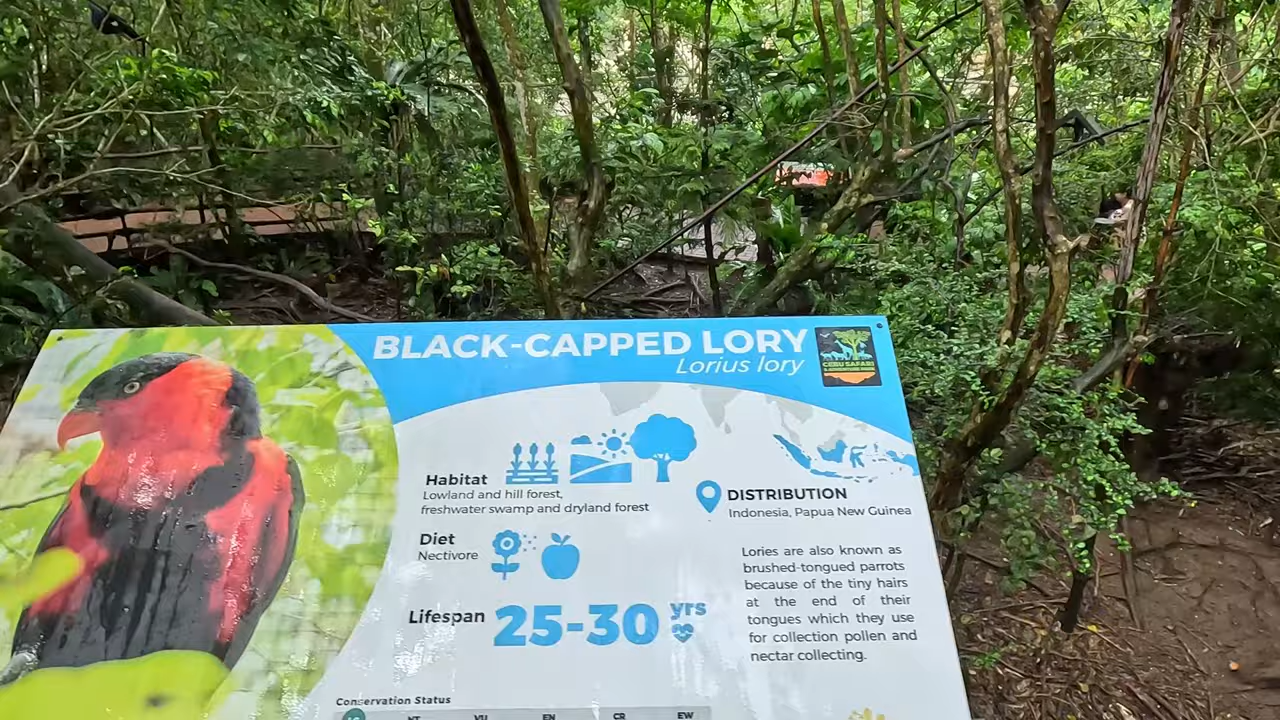 BLACK-CAPPED LORY
Lorius lory
CEBU SAFARI
& ADVENTURE PARK
Habitat
Lowland and hill forest,
freshwater swamp and dryland forest
DISTRIBUTION
Indonesia, Papua New Guinea
Diet
Nectivore
Lifespan 25-30 yrs
Lories are also known as
brushed-tongued parrots
because of the tiny hairs
at the end of their
tongues which they use
for collection pollen and
nectar collecting.
Conservation Status
LC NT VU EN CR EW